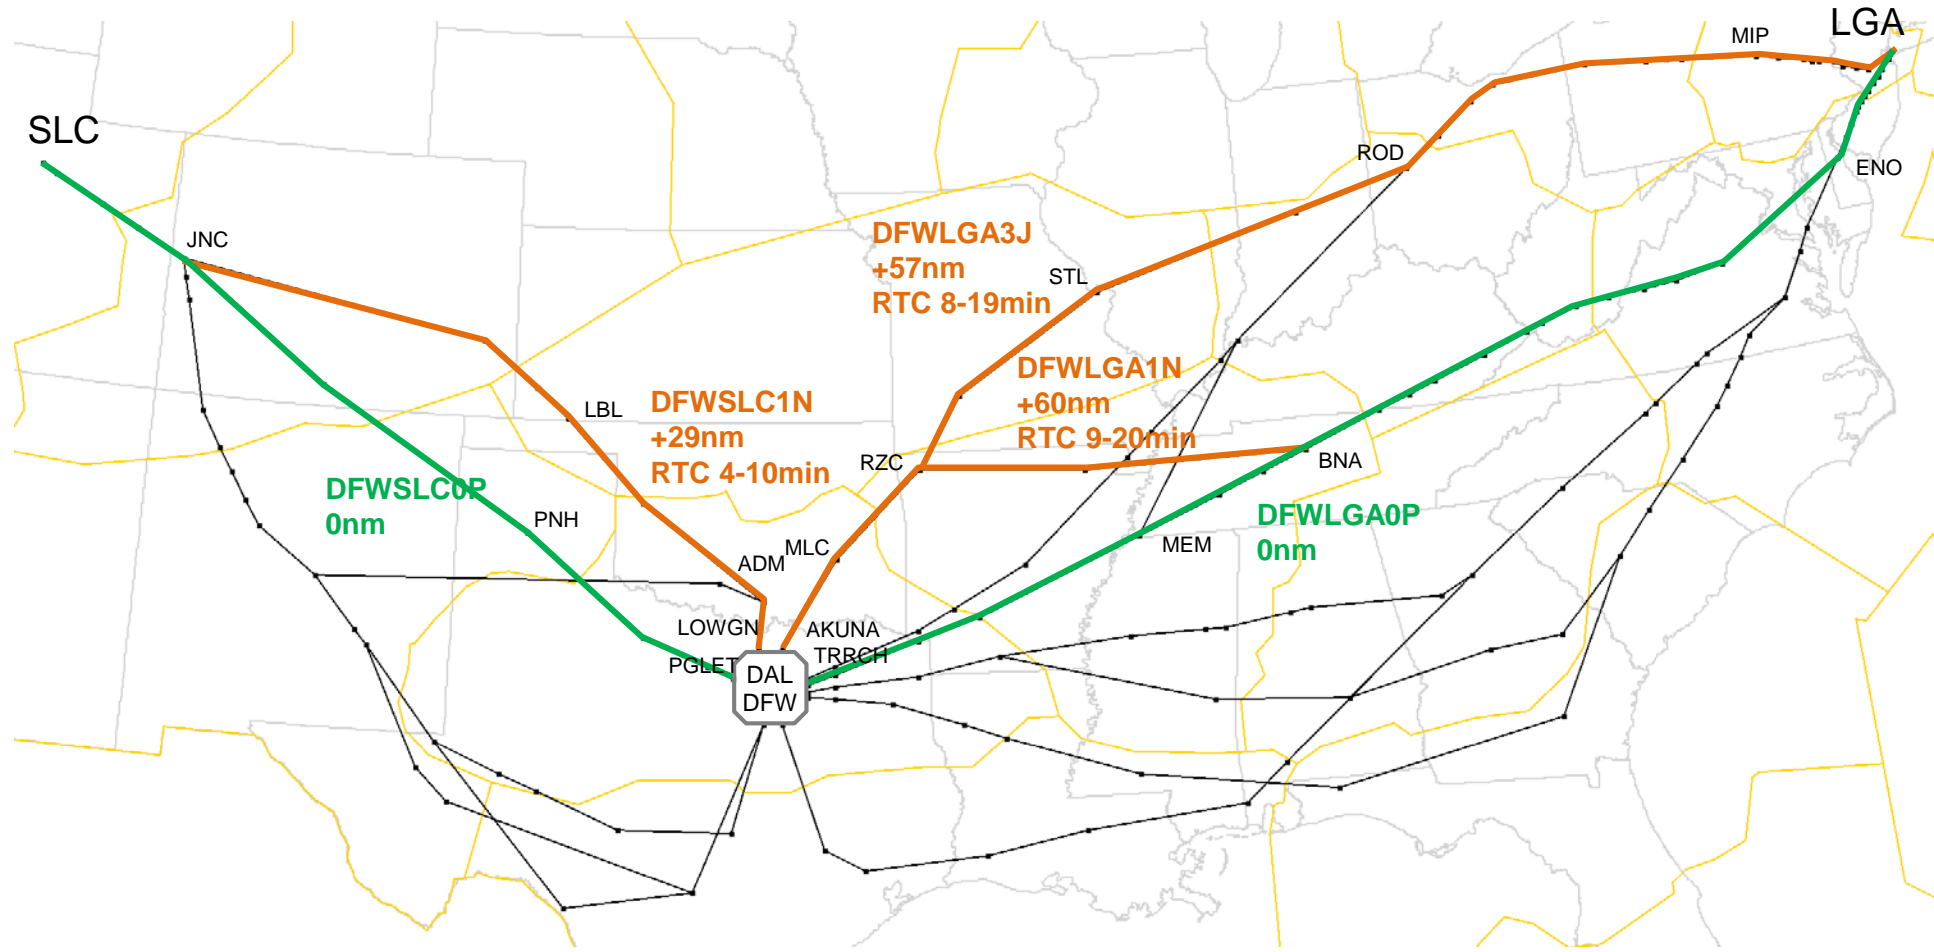 LGA
MIP
SLC
ROD
ENO
JNC
DFWLGA3J
+57nm
RTC 8-19min
STL
DFWLGA1N
+60nm
RTC 9-20min
LBL
DFWSLC1N
+29nm
RTC 4-10min
RZC
BNA
DFWSLC0P
0nm
PNH
DFWLGA0P
0nm
MEM
MLC
ADM
LOWGN
AKUNA
TRRCH
PGLET
DAL
DFW